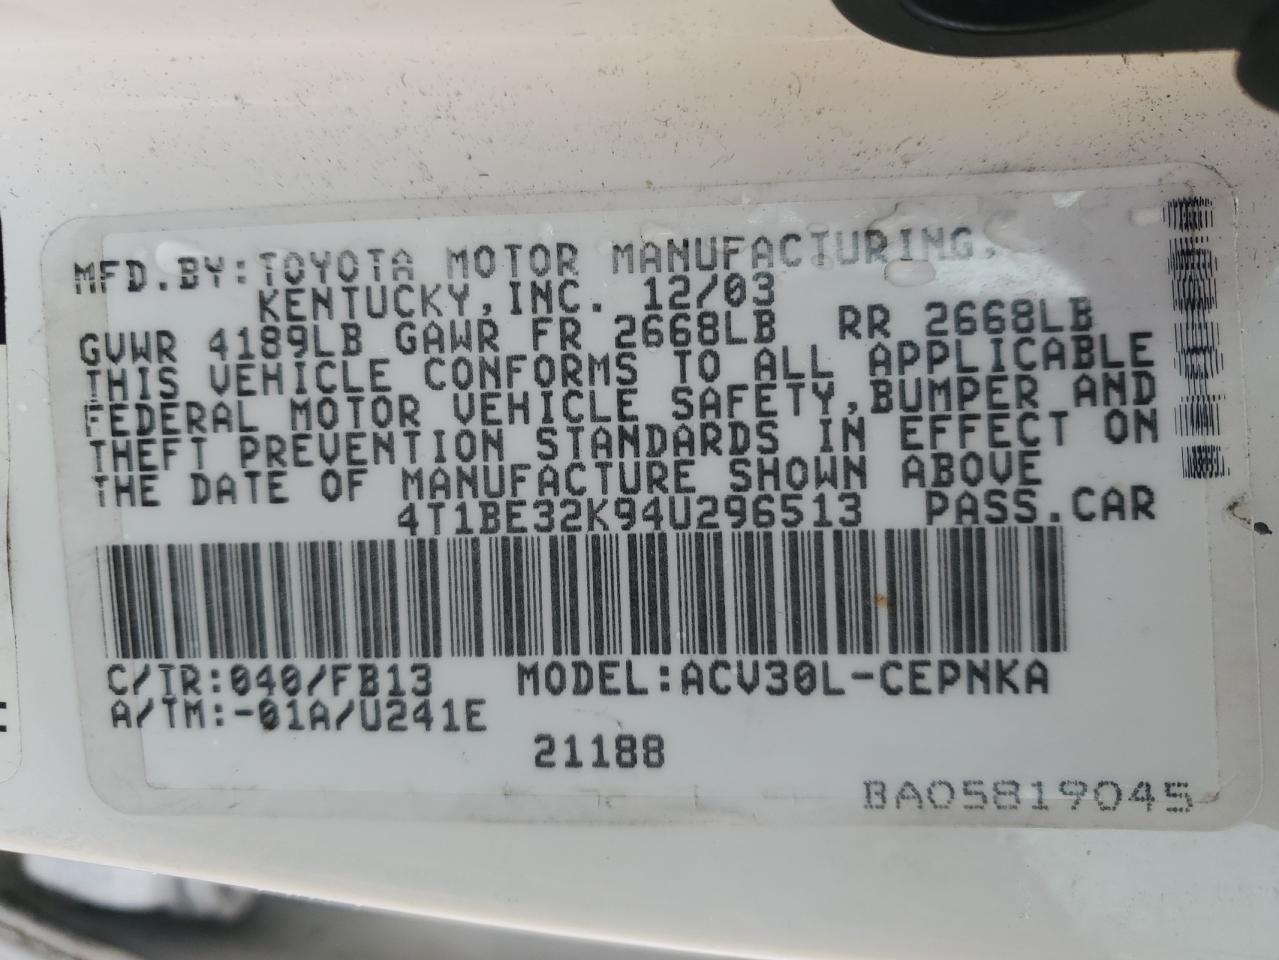 MFD.BY:TOYOTA MOTOR MANUFACTURING,
KENTUCKY,INC. 12/03
GVWR 4189LB GAWR FR 2668LB RR 2668LB
THIS VEHICLE CONFORMS TO ALL APPLICABLE
FEDERAL MOTOR VEHICLE SAFETY,BUMPER AND
THEFT PREVENTION STANDARDS IN EFFECT ON
THE DATE OF MANUFACTURE SHOWN ABOVE
4T1BE32K94U296513 PASS.CAR
C/TR:040/FB13 MODEL:ACV30L-CEPNKA
A/TM:-01A/U241E
21188
BA05819045